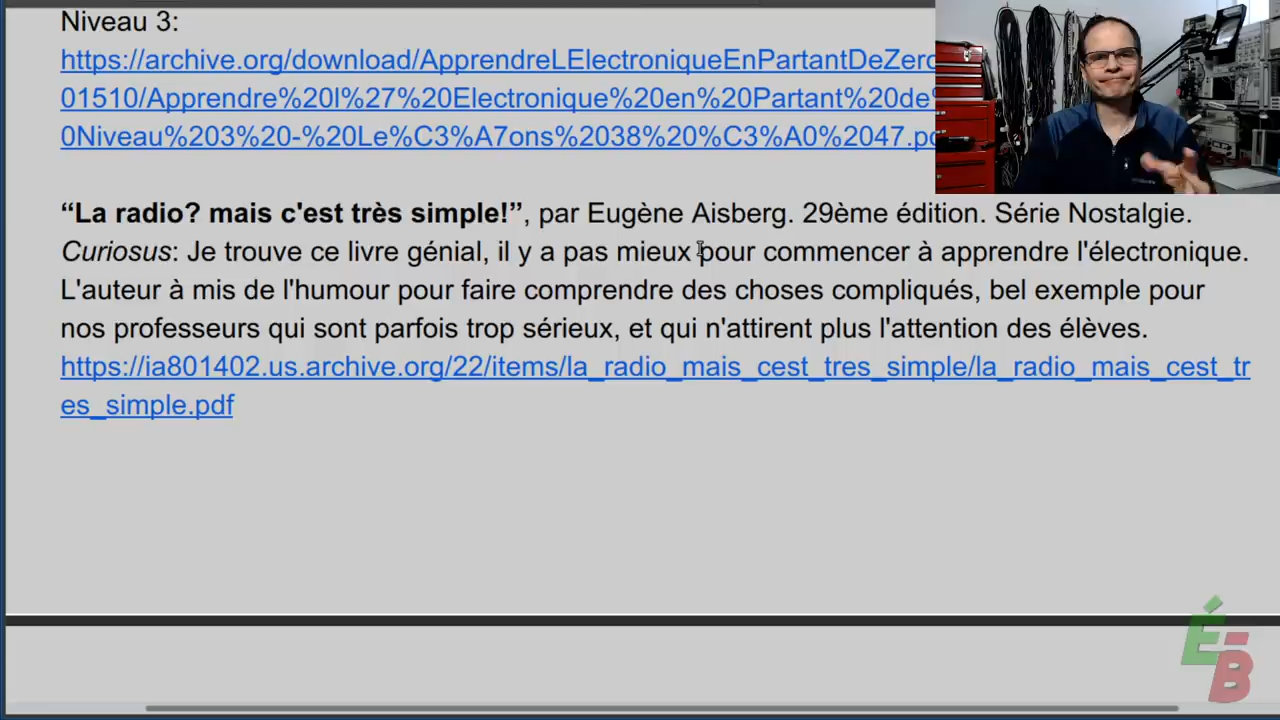 Niveau 3:
https://archive.org/download/ApprendreLElectroniqueEnPartantDeZero
01510/Apprendre%20l%27%20Electronique%20en%20Partant%20de%
0Niveau%203%20-%20Le%C3%A7ons%2038%20%C3%A0%2047.pd
“La radio? mais c'est très simple!”, par Eugène Aisberg. 29ème édition. Série Nostalgie.
Curiosus: Je trouve ce livre génial, il y a pas mieux pour commencer à apprendre l'électronique.
L'auteur à mis de l'humour pour faire comprendre des choses compliqués, bel exemple pour
nos professeurs qui sont parfois trop sérieux, et qui n'attirent plus l'attention des élèves.
https://ia801402.us.archive.org/22/items/la_radio_mais_cest_tres_simple/la_radio_mais_cest_tr
es_simple.pdf
ÉB